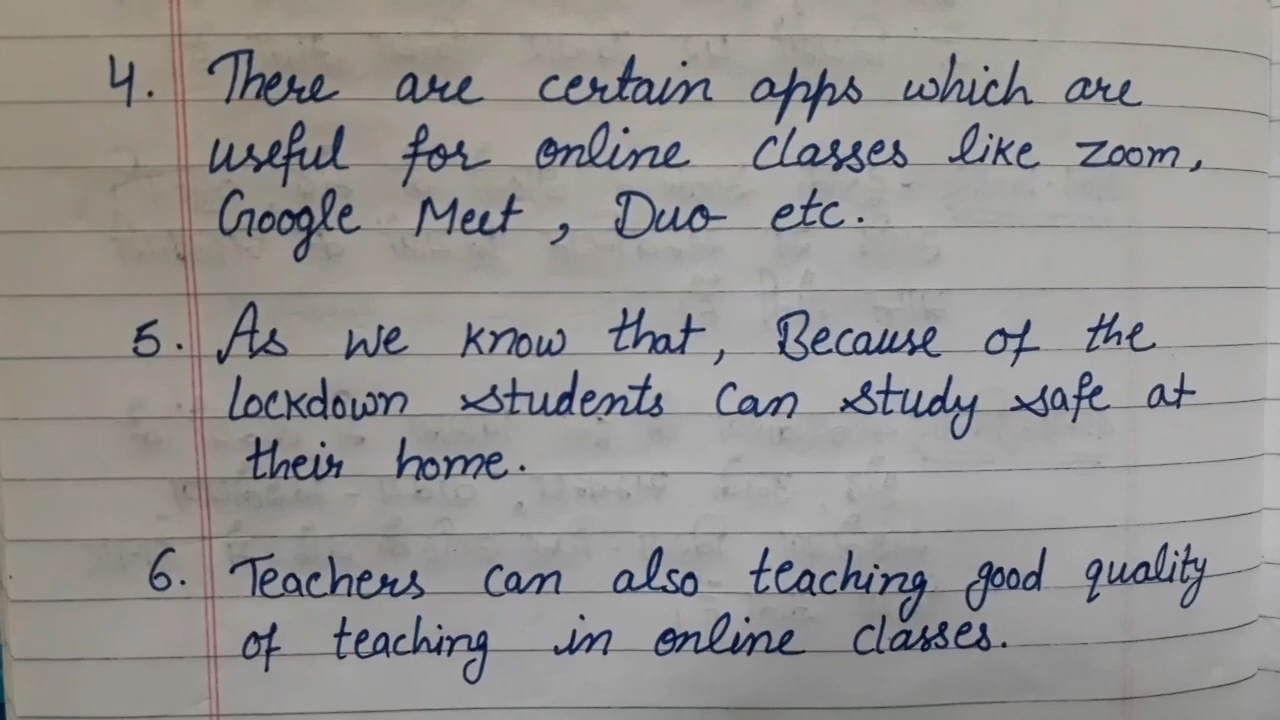 4. There are certain apps which are
useful for online classes like zoom,
Google Meet, Duo etc.
5. As we know that, Because of the
lockdown students can study safe at
their home.
6. Teachers can also teaching good quality
of teaching in online classes.